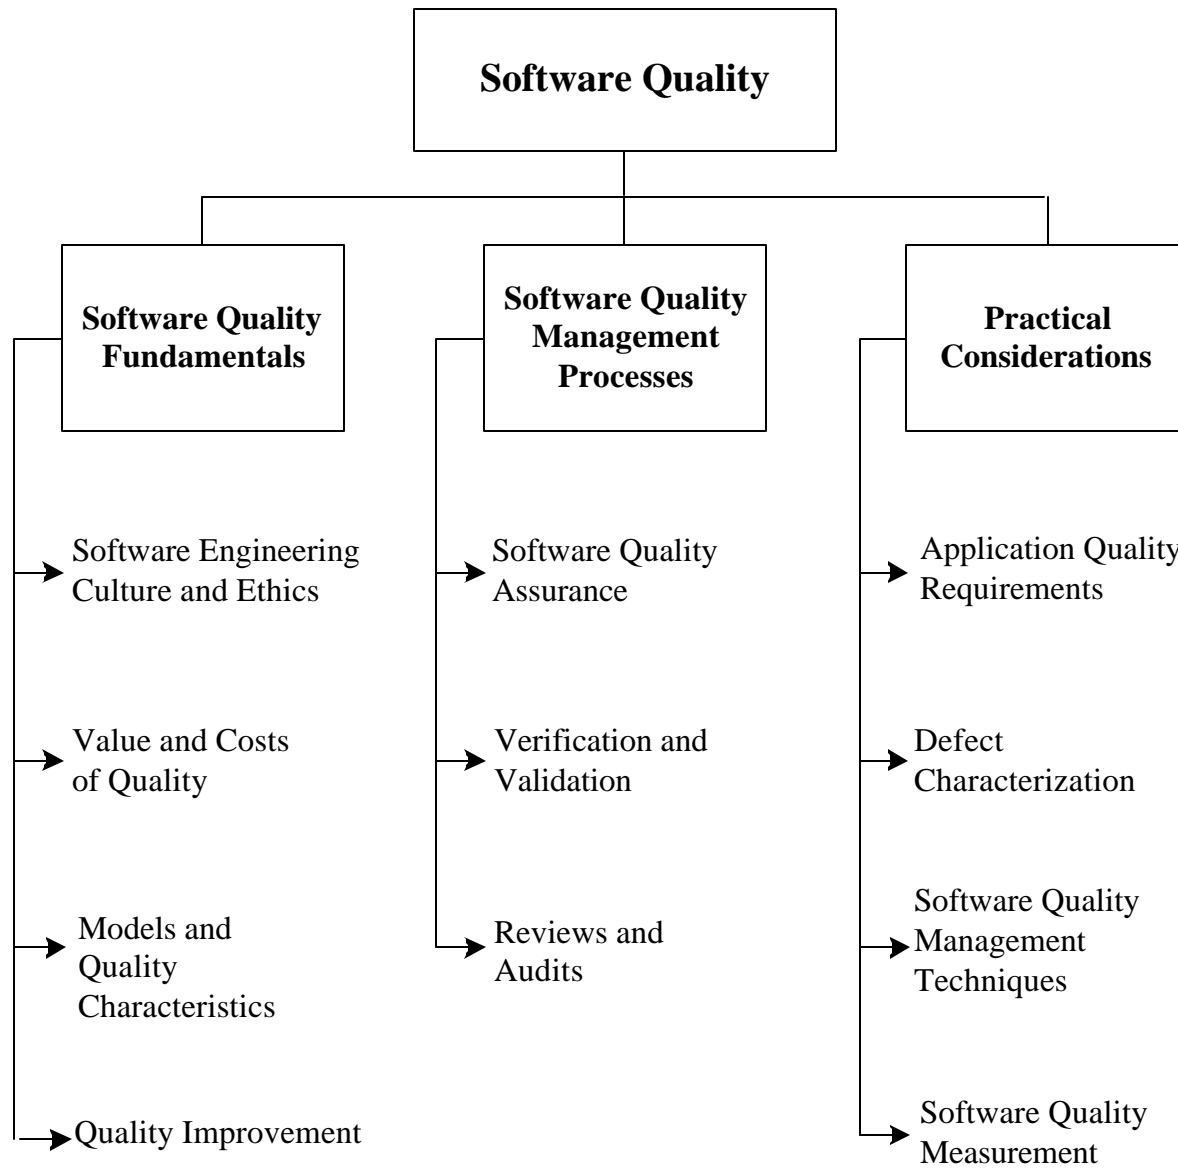 Software Quality
Software Quality
Fundamentals
Software Engineering
Culture and Ethics
Value and Costs
of Quality
Models and
Quality
Characteristics
Quality Improvement
Software Quality
Management
Processes
Software Quality
Assurance
Verification and
Validation
Reviews and
Audits
Practical
Considerations
Application Quality
Requirements
Defect
Characterization
Software Quality
Management
Techniques
Software Quality
Measurement